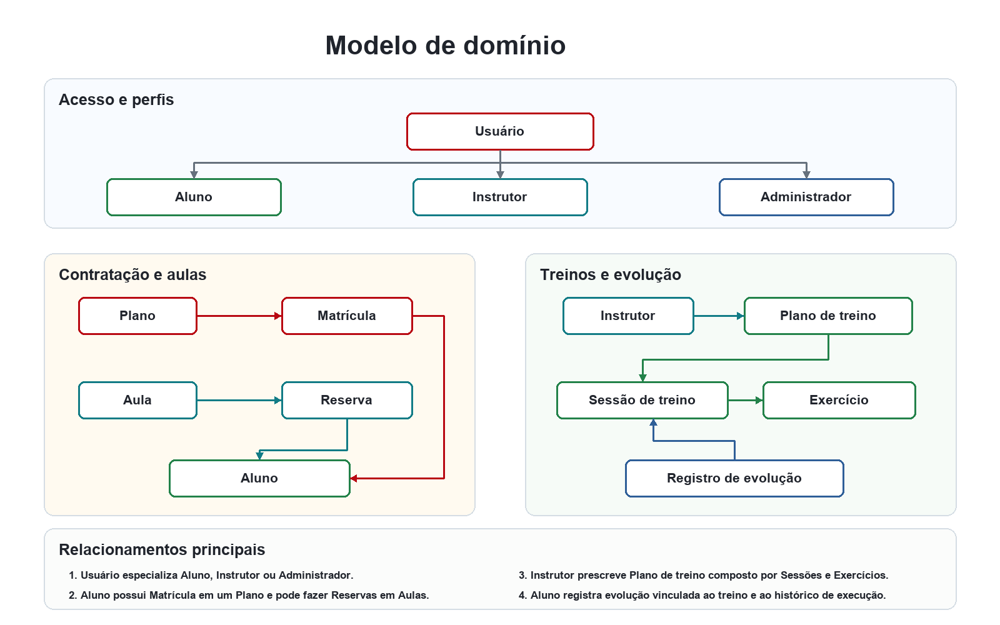 Modelo de domínio
Acesso e perfis
Usuário
Aluno
Instrutor
Administrador
Contratação e aulas
Plano
Matrícula
Aula
Reserva
Aluno
Treinos e evolução
Instrutor
Plano de treino
Sessão de treino
Exercício
Registro de evolução
Relacionamentos principais
1. Usuário especializa Aluno, Instrutor ou Administrador.
2. Aluno possui Matrícula em um Plano e pode fazer Reservas em Aulas.
3. Instrutor prescreve Plano de treino composto por Sessões e Exercícios.
4. Aluno registra evolução vinculada ao treino e ao histórico de execução.